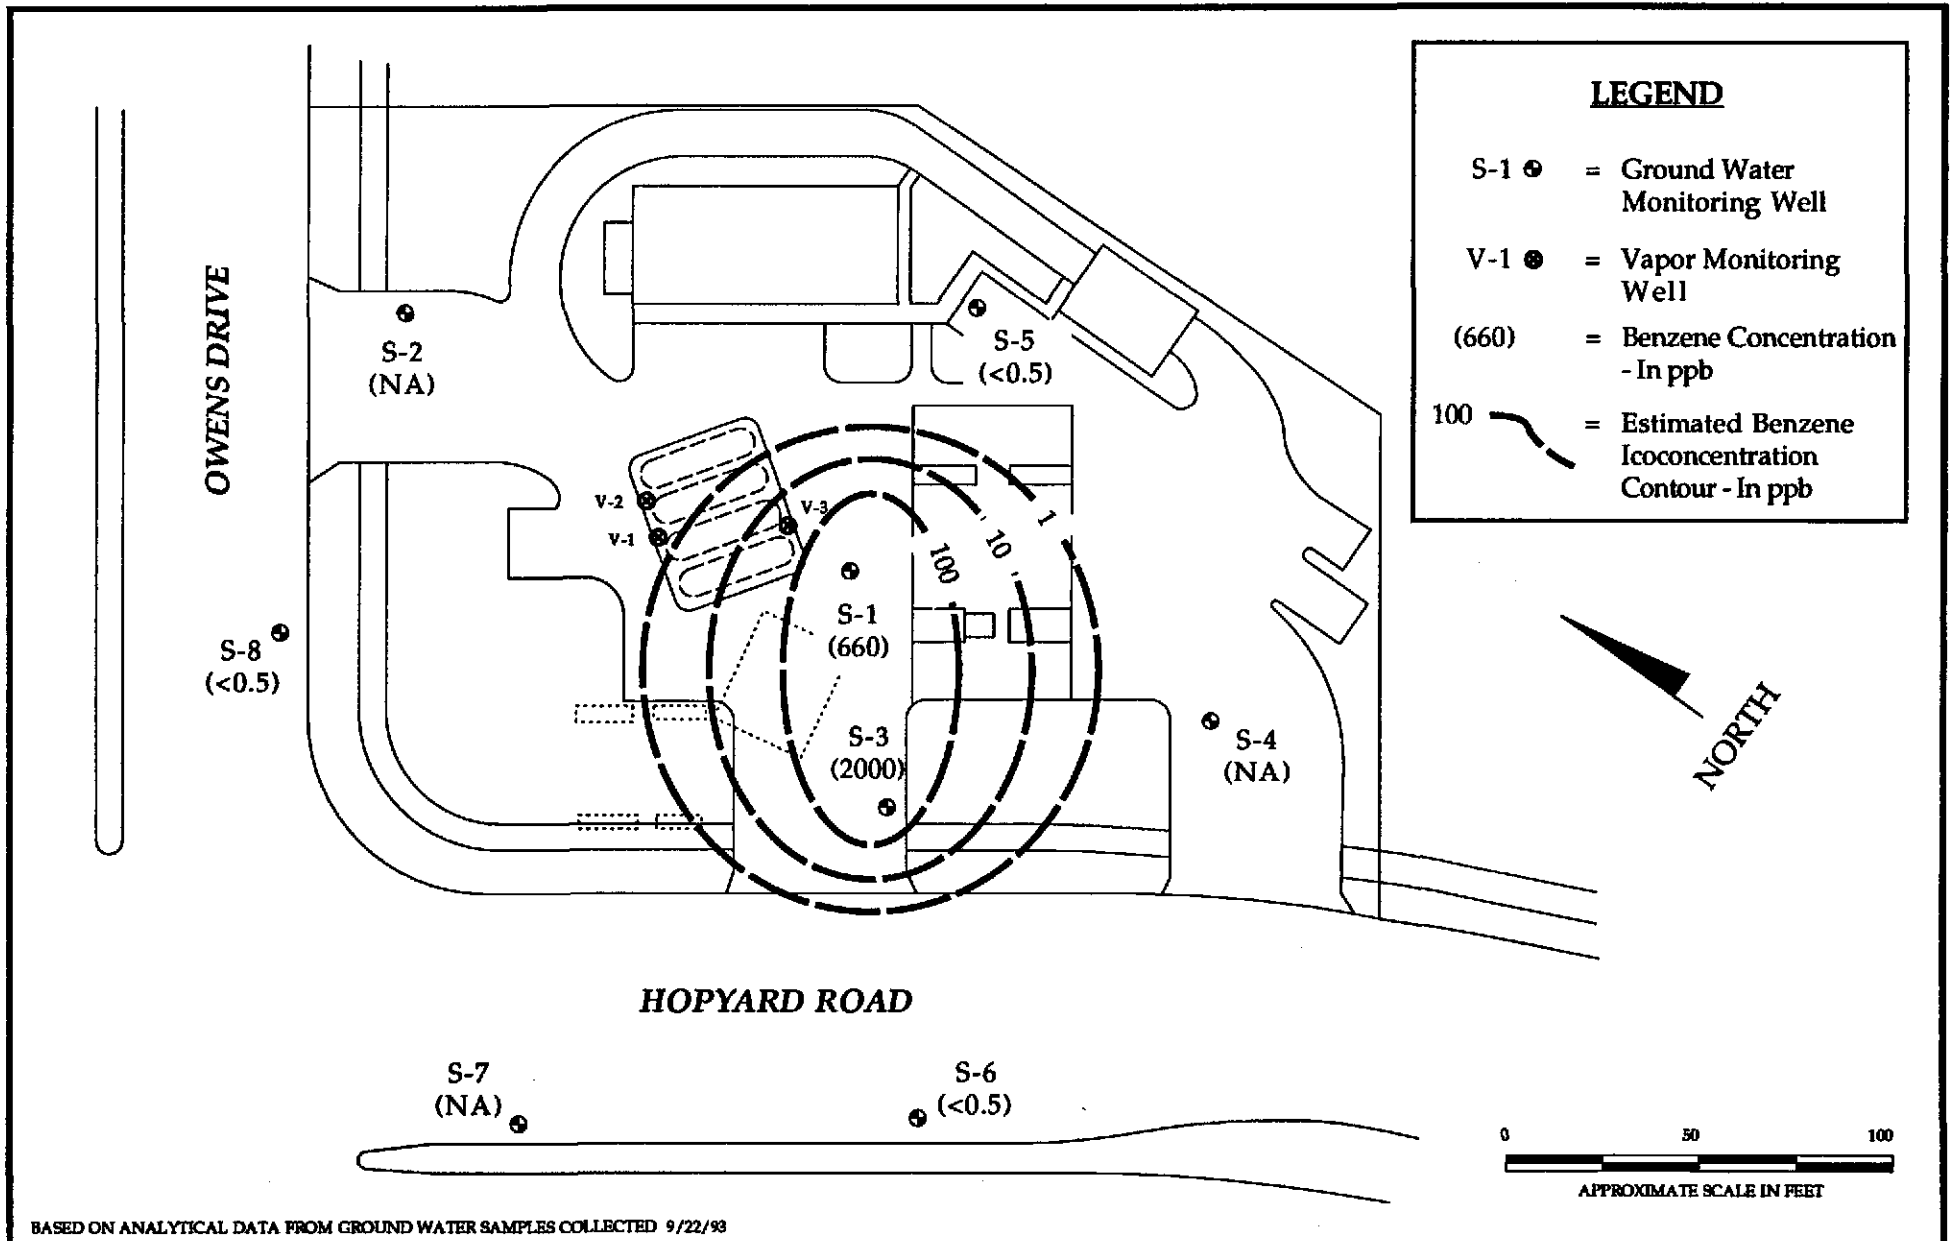 LEGEND
S-1 = Ground Water
Monitoring Well
V-1 = Vapor Monitoring
Well
(660) = Benzene Concentration
- In ppb
100 = Estimated Benzene
Icoconcentration
Contour - In ppb
OWENS DRIVE
S-2
(NA)
S-5
(<0.5)
V-2
V-3
V-1
1
10
100
S-1
(660)
S-8
(<0.5)
S-3
(2000)
S-4
(NA)
NORTH
HOPYARD ROAD
S-7
(NA)
S-6
(<0.5)
0 50 100
APPROXIMATE SCALE IN FEET
BASED ON ANALYTICAL DATA FROM GROUND WATER SAMPLES COLLECTED 9/22/93